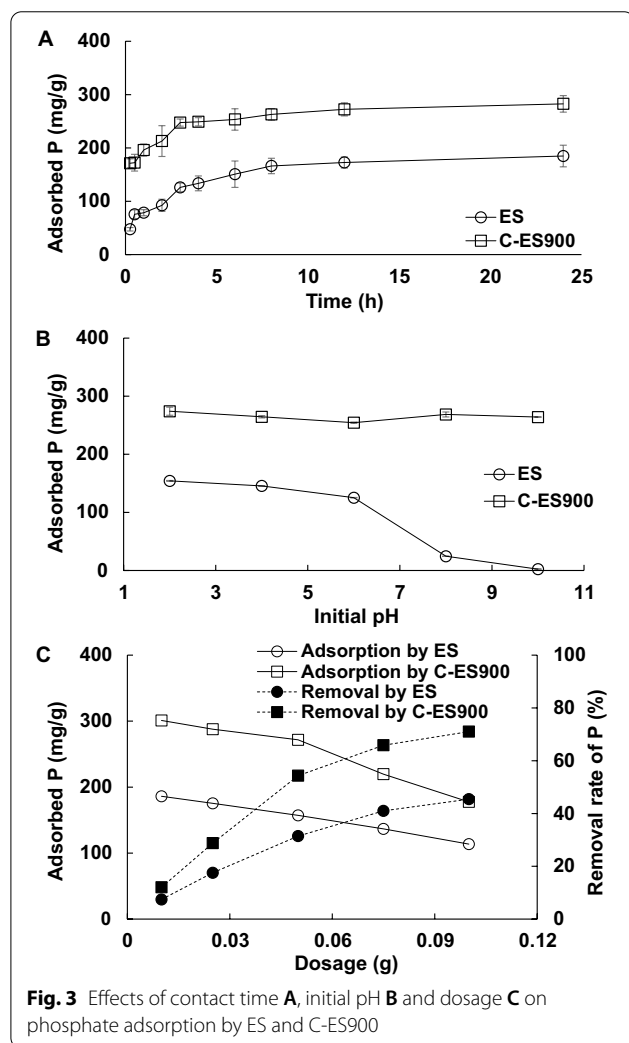 A
400
300
200
100
0
Adsorbed P (mg/g)
ES
C-ES900
0 5 10 15 20 25
Time (h)
B
400
300
200
100
0
Adsorbed P (mg/g)
ES
C-ES900
1 3 5 7 9 11
Initial pH
C
Adsorption by ES
Adsorption by C-ES900
Removal by ES
Removal by C-ES900
400
300
200
100
0
Adsorbed P (mg/g)
100
80
60
40
20
0
Removal rate of P (%)
0 0.03 0.06 0.09 0.12
Dosage (g)
Fig. 3 Effects of contact time A, initial pH B and dosage C on
phosphate adsorption by ES and C-ES900